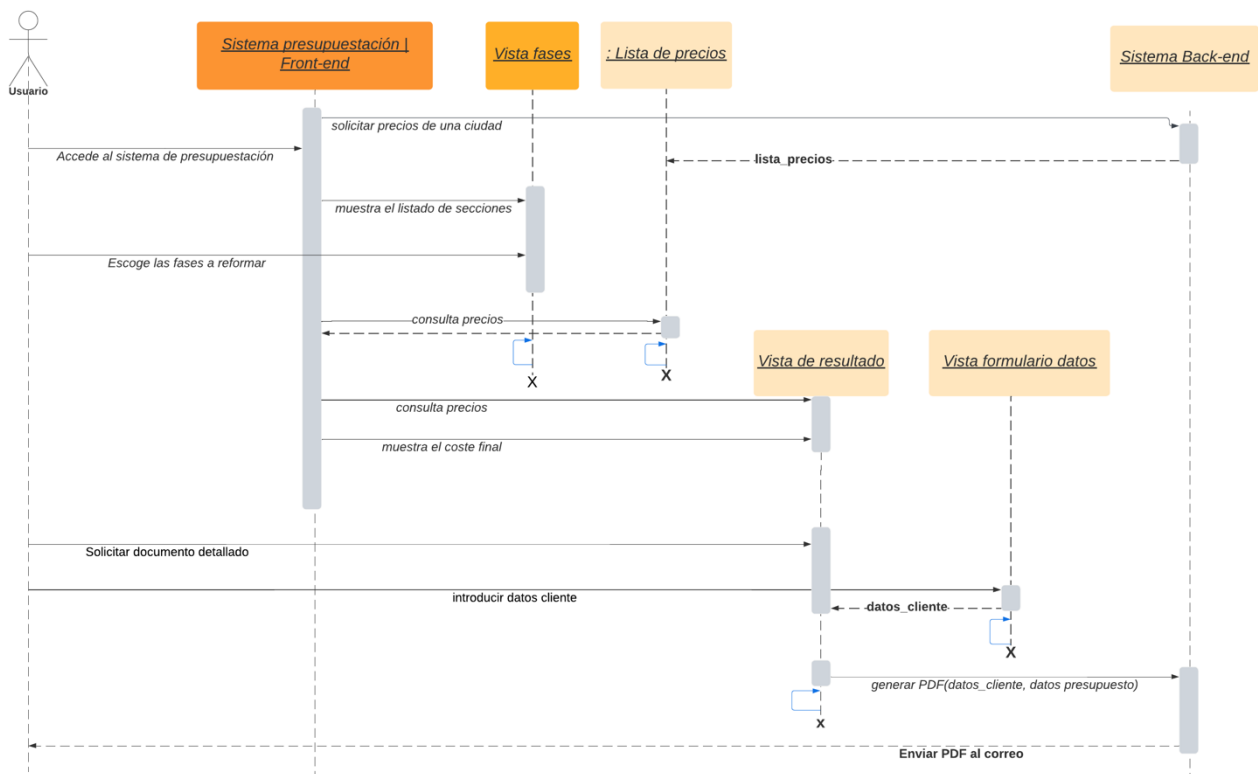 Usuario
Sistema presupuestación |
Front-end
Vista fases
: Lista de precios
Sistema Back-end
solicitar precios de una ciudad
Accede al sistema de presupuestación
lista_precios
muestra el listado de secciones
Escoge las fases a reformar
consulta precios
X
X
Vista de resultado
Vista formulario datos
consulta precios
muestra el coste final
Solicitar documento detallado
introducir datos cliente
datos_cliente
X
generar PDF(datos_cliente, datos presupuesto)
x
Enviar PDF al correo